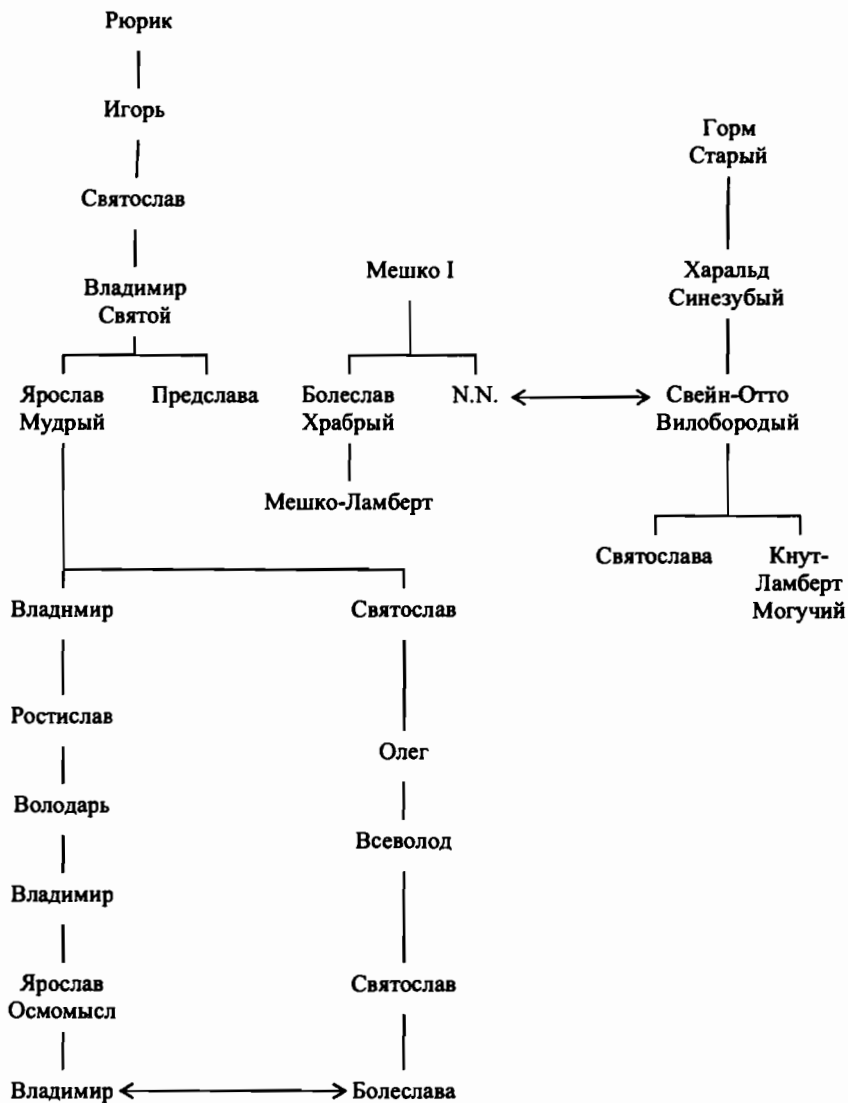 Рюрик
Игорь
Горм
Старый
Святослав
Мешко I
Харальд
Синезубый
Владимир
Святой
Ярослав
Мудрый
Предслава
Болеслав
Храбрый
N.N.
Свейн-Отто
Вилобородый
Мешко-Ламберт
Святослава
Кнут-
Ламберт
Могучий
Владнмир
Святослав
Ростислав
Олег
Володарь
Всеволод
Владимир
Ярослав
Осмомысл
Святослав
Владимир
Болеслава